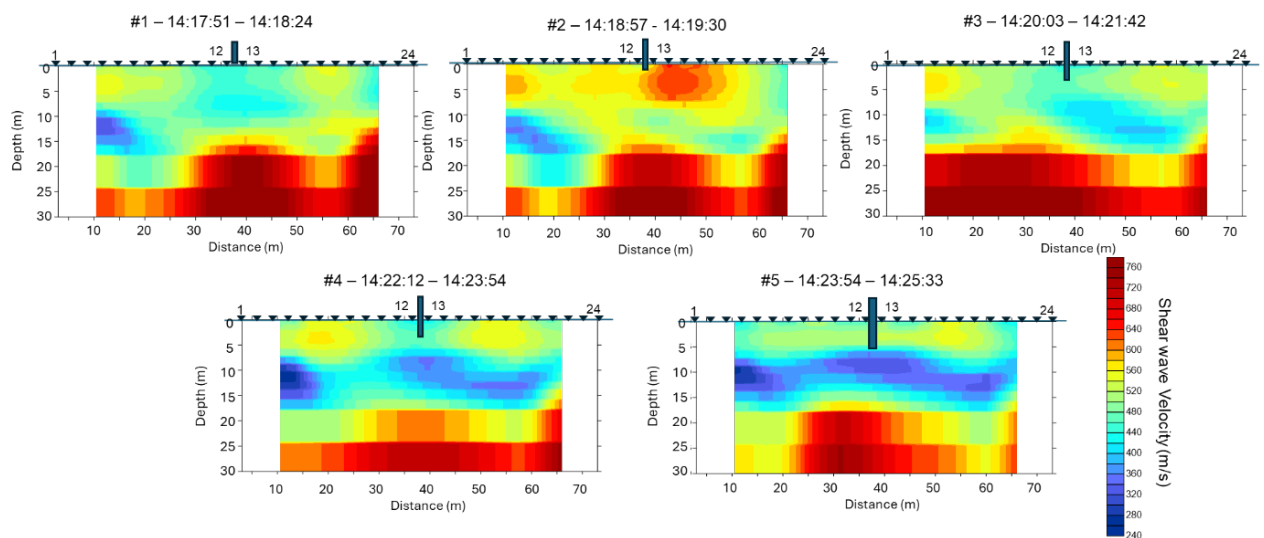 #1 – 14:17:51 – 14:18:24
1 12 13 24
0
5
10
15
20
25
30
Depth (m)
10 20 30 40 50 60 70
Distance (m)
#2 – 14:18:57 - 14:19:30
1 12 13 24
0
5
10
15
20
25
30
Depth (m)
10 20 30 40 50 60 70
Distance (m)
#3 – 14:20:03 – 14:21:42
1 12 13 24
0
5
10
15
20
25
30
Depth (m)
10 20 30 40 50 60 70
Distance (m)
#4 – 14:22:12 – 14:23:54
1 12 13 24
0
5
10
15
20
25
30
Depth (m)
10 20 30 40 50 60 70
Distance (m)
#5 – 14:23:54 – 14:25:33
1 12 13 24
0
5
10
15
20
25
30
Depth (m)
10 20 30 40 50 60 70
Distance (m)
760
720
680
640
600
560
520
480
440
400
360
320
280
240
Shear wave Velocity (m/s)